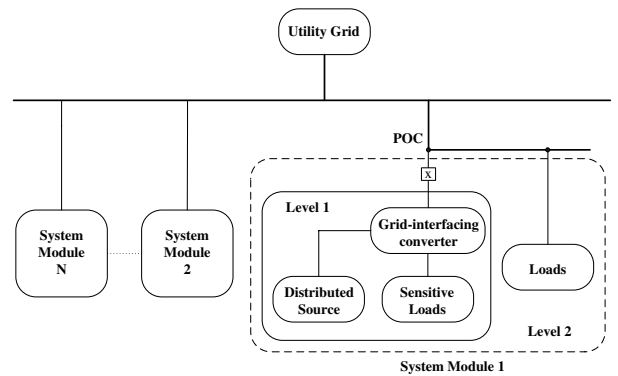 Utility Grid
POC
x
Level 1
Grid-interfacing
converter
System
Module
N
System
Module
2
Distributed
Source
Sensitive
Loads
Loads
Level 2
System Module 1